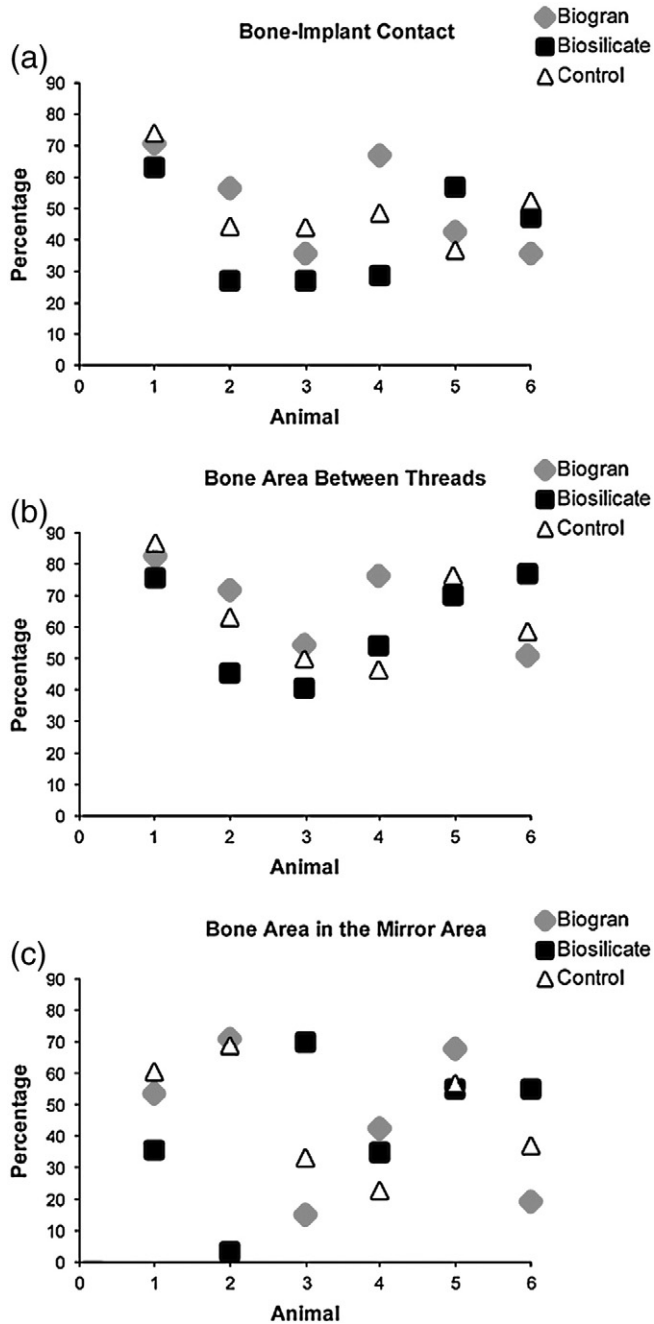 (a)
Bone-Implant Contact
Biogran
Biosilicate
Control
Percentage
90
80
70
60
50
40
30
20
10
0
0 1 2 3 4 5 6
Animal
(b)
Bone Area Between Threads
Biogran
Biosilicate
Control
Percentage
90
80
70
60
50
40
30
20
10
0
0 1 2 3 4 5 6
Animal
(c)
Bone Area in the Mirror Area
Biogran
Biosilicate
Control
Percentage
90
80
70
60
50
40
30
20
10
0
0 1 2 3 4 5 6
Animal